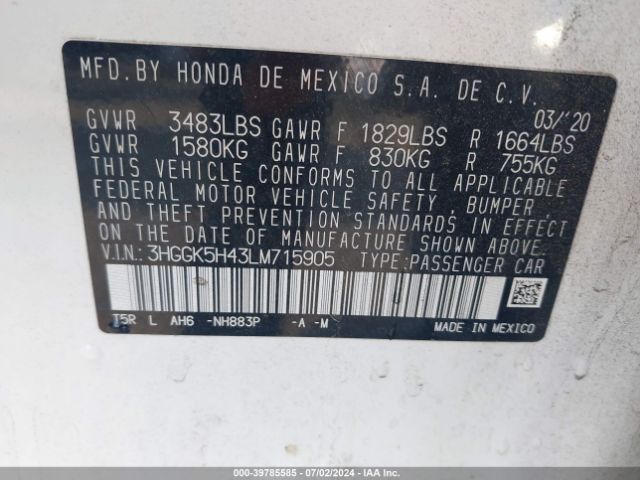 MFD.BY HONDA DE MEXICO S.A. DE C.V.
03/'20
GVWR 3483LBS GAWR F 1829LBS R 1664LBS
GVWR 1580KG GAWR F 830KG R 755KG
THIS VEHICLE CONFORMS TO ALL APPLICABLE
FEDERAL MOTOR VEHICLE SAFETY, BUMPER,
AND THEFT PREVENTION STANDARDS IN EFFECT
ON THE DATE OF MANUFACTURE SHOWN ABOVE.
V.I.N.: 3HGGK5H43LM715905 TYPE:PASSENGER CAR
T5R L AH6 -NH883P -A -M MADE IN MEXICO
000-39785585 - 07/02/2024 - IAAI.COM